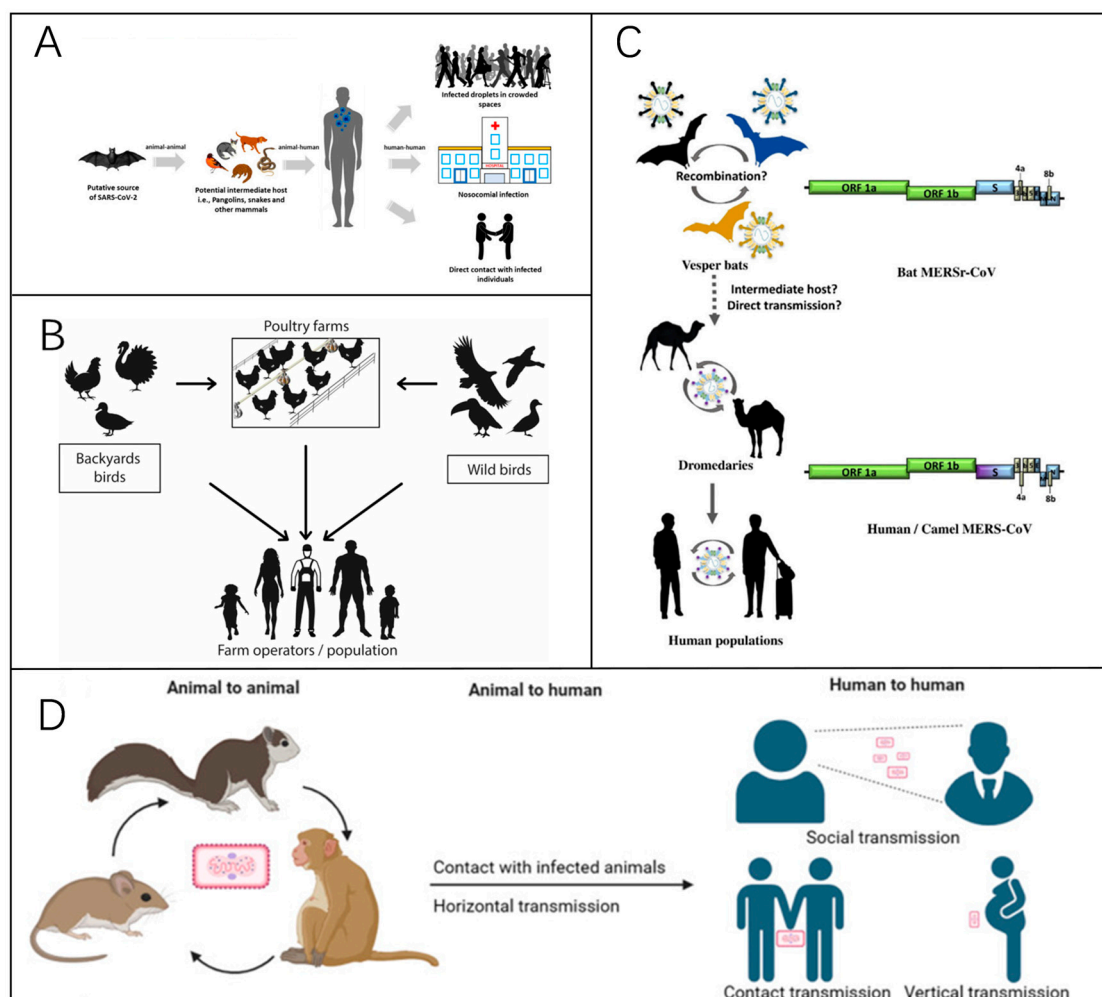 A
animal-animal
animal-human
human-human
Putative source
of SARS-CoV-2
Potential intermediate host
i.e., Pangolins, snakes and
other mammals
Infected droplets in crowded
spaces
HOSPITAL
Nosocomial infection
Direct contact with infected
individuals
B
Poultry farms
Backyards
birds
Wild birds
Farm operators / population
C
Recombination?
Vesper bats
Intermediate host?
Direct transmission?
Dromedaries
Human populations
ORF 1a
ORF 1b
S
4a
8b
Bat MERSr-CoV
ORF 1a
ORF 1b
S
4a
8b
Human / Camel MERS-CoV
D
Animal to animal
Animal to human
Human to human
Contact with infected animals
Horizontal transmission
Social transmission
Contact transmission
Vertical transmission